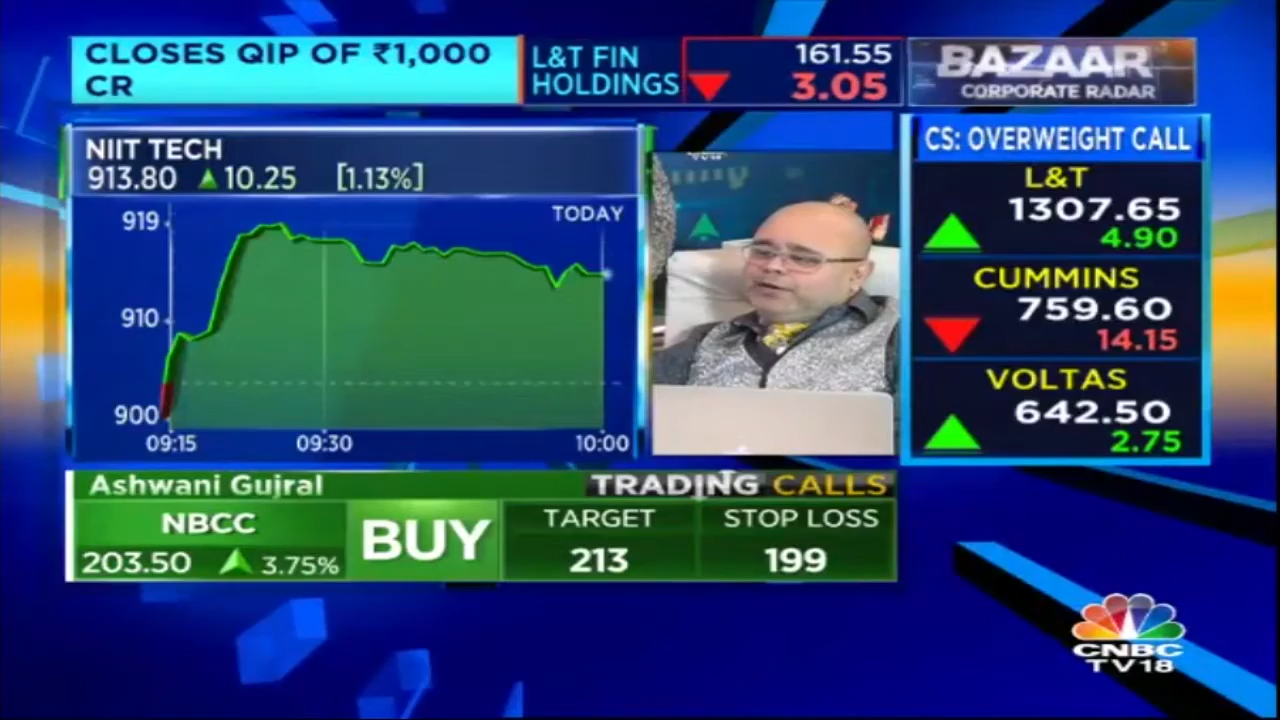 CLOSES QIP OF ₹1,000
CR
L&T FIN
HOLDINGS
161.55
3.05
BAZAAR
CORPORATE RADAR
NIIT TECH
913.80 10.25 [1.13%]
TODAY
919
910
900
09:15 09:30 10:00
CS: OVERWEIGHT CALL
L&T
1307.65
4.90
CUMMINS
759.60
14.15
VOLTAS
642.50
2.75
Ashwani Gujral
TRADING CALLS
NBCC
203.50 3.75%
BUY
TARGET
213
STOP LOSS
199
CNBC
TV18